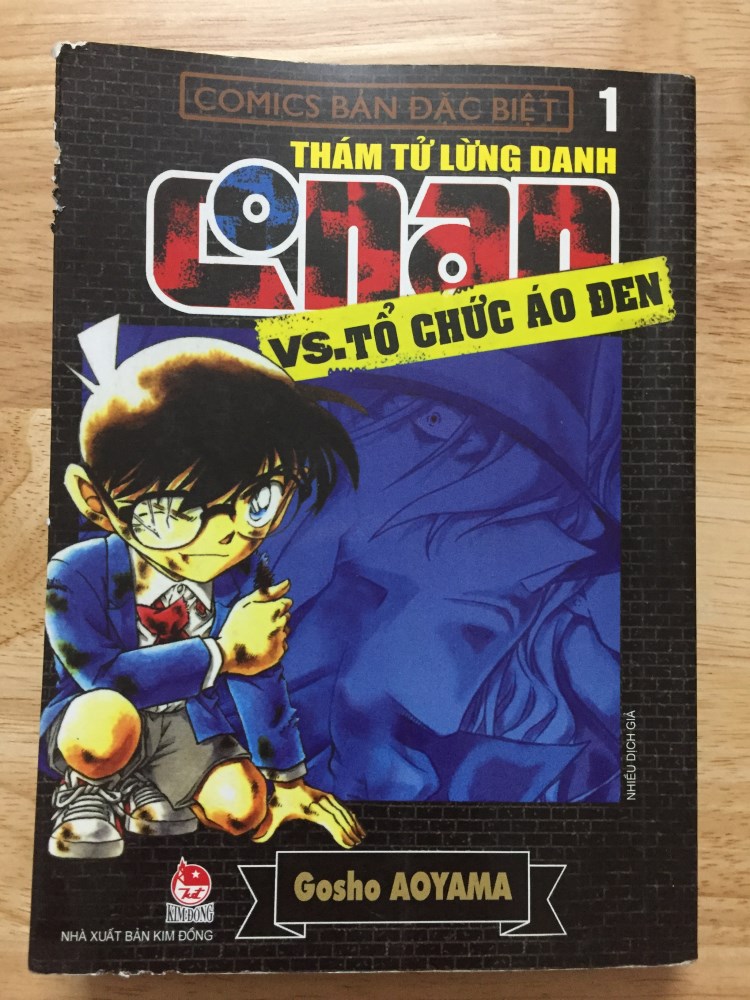 COMICS BẢN ĐẶC BIỆT 1
THÁM TỬ LỪNG DANH
Conan
VS. TỔ CHỨC ÁO ĐEN
NHIỀU DỊCH GIẢ
Gosho AOYAMA
KIM ĐỒNG
NHÀ XUẤT BẢN KIM ĐỒNG